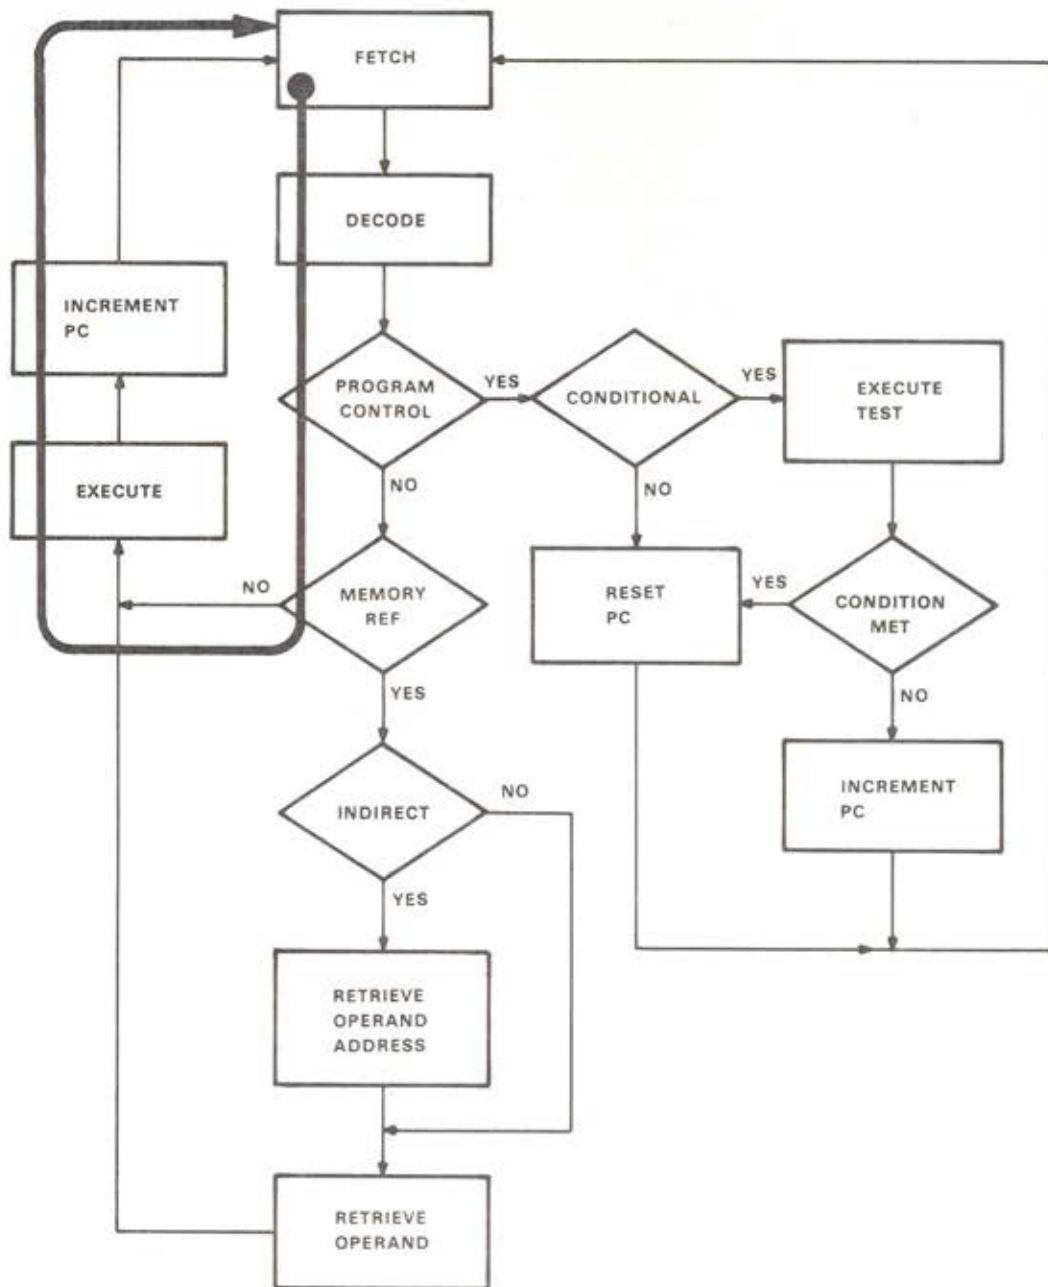 FETCH
DECODE
INCREMENT
PC
PROGRAM
CONTROL
YES
CONDITIONAL
YES
EXECUTE
TEST
EXECUTE
NO
NO
NO
MEMORY
REF
RESET
PC
YES
CONDITION
MET
YES
NO
INDIRECT
NO
INCREMENT
PC
YES
RETRIEVE
OPERAND
ADDRESS
RETRIEVE
OPERAND